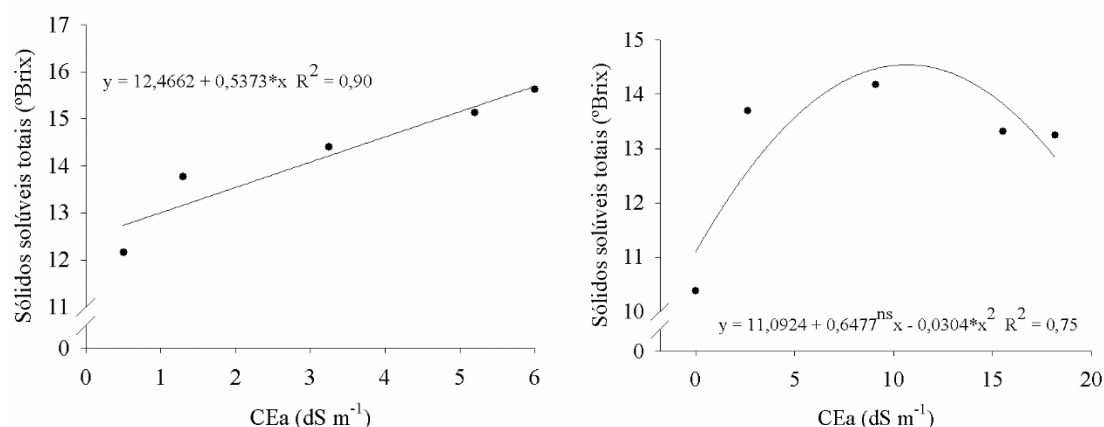 17
16
15
14
13
12
11
0
Sólidos solúveis totais (ºBrix)
y = 12,4662 + 0,5373*x R² = 0,90
0 1 2 3 4 5 6
CEa (dS m⁻¹)
15
14
13
12
11
10
0
Sólidos solúveis totais (ºBrix)
y = 11,0924 + 0,6477ⁿˢx - 0,0304*x² R² = 0,75
0 5 10 15 20
CEa (dS m⁻¹)